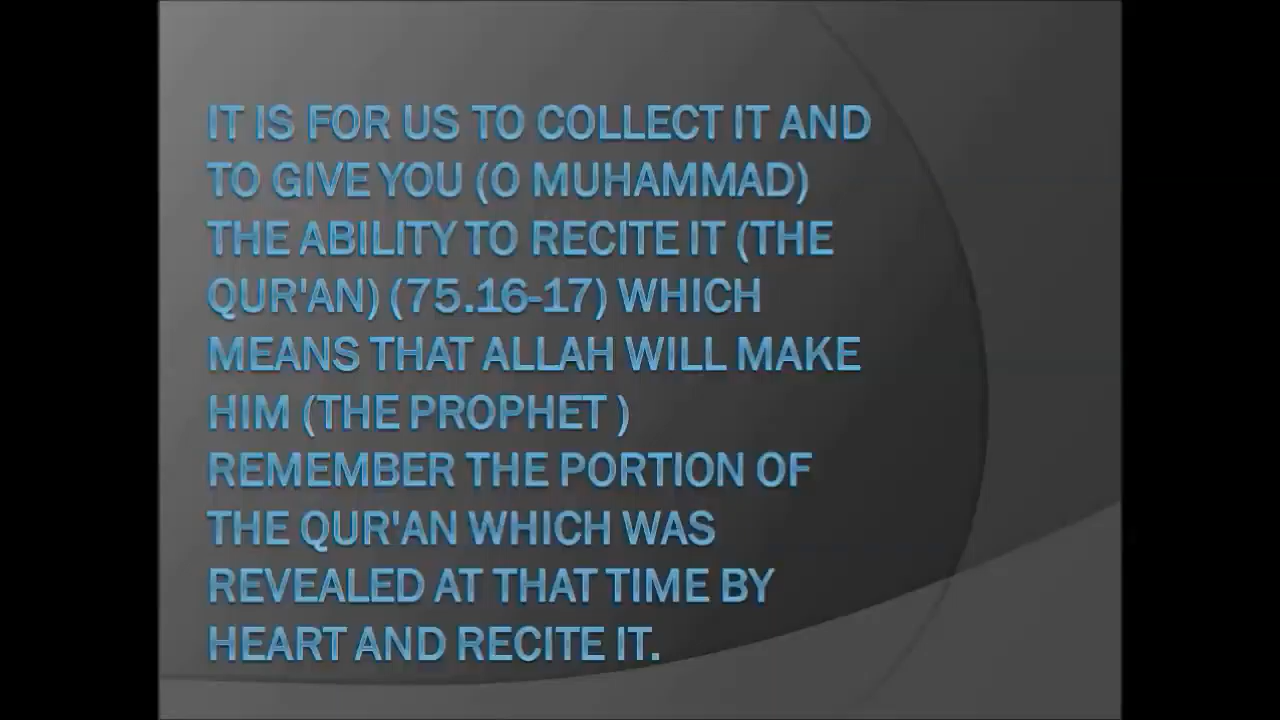 IT IS FOR US TO COLLECT IT AND
TO GIVE YOU (O MUHAMMAD)
THE ABILITY TO RECITE IT (THE
QUR'AN) (75.16-17) WHICH
MEANS THAT ALLAH WILL MAKE
HIM (THE PROPHET )
REMEMBER THE PORTION OF
THE QUR'AN WHICH WAS
REVEALED AT THAT TIME BY
HEART AND RECITE IT.